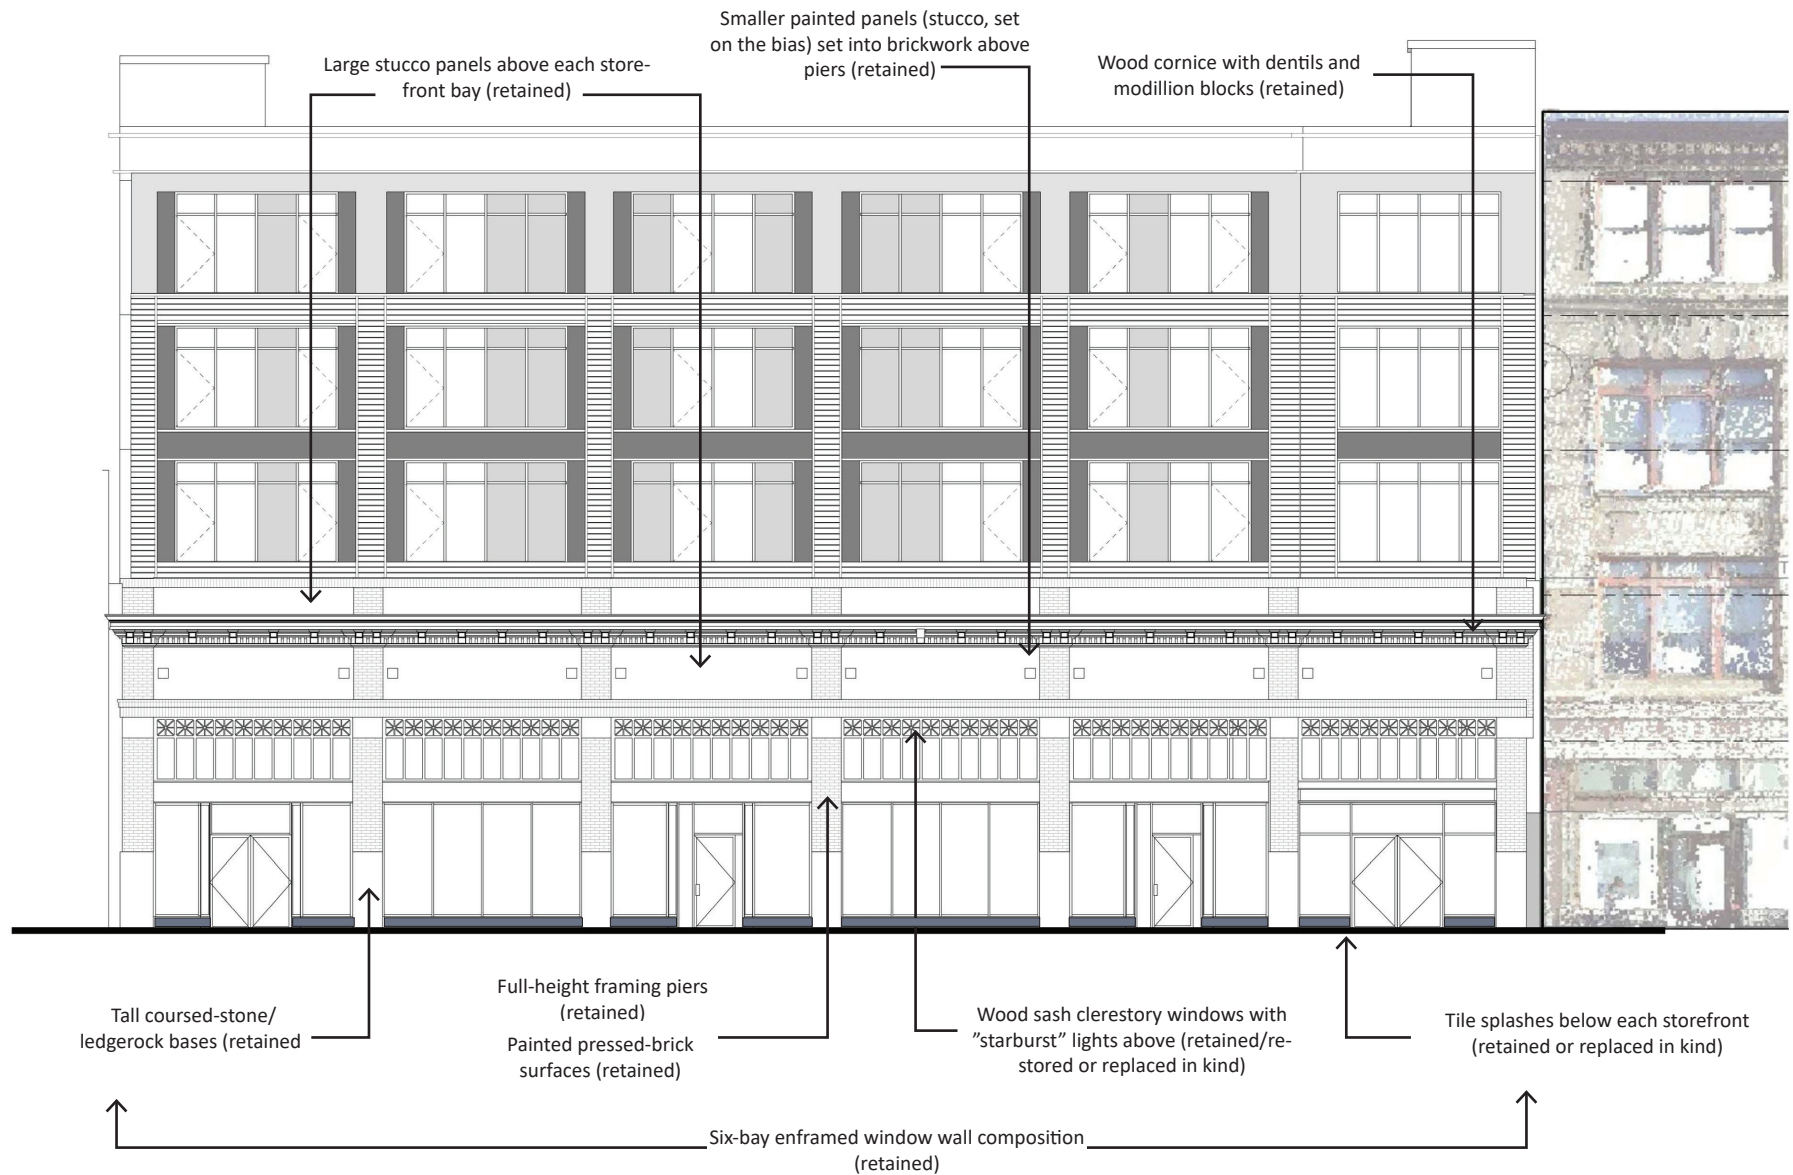 Smaller painted panels (stucco, set
on the bias) set into brickwork above
piers (retained)
Large stucco panels above each store-
front bay (retained)
Wood cornice with dentils and
modillion blocks (retained)
Tall coursed-stone/
ledgerock bases (retained
Full-height framing piers
(retained)
Painted pressed-brick
surfaces (retained)
Wood sash clerestory windows with
”starburst” lights above (retained/re-
stored or replaced in kind)
Tile splashes below each storefront
(retained or replaced in kind)
Six-bay enframed window wall composition
(retained)